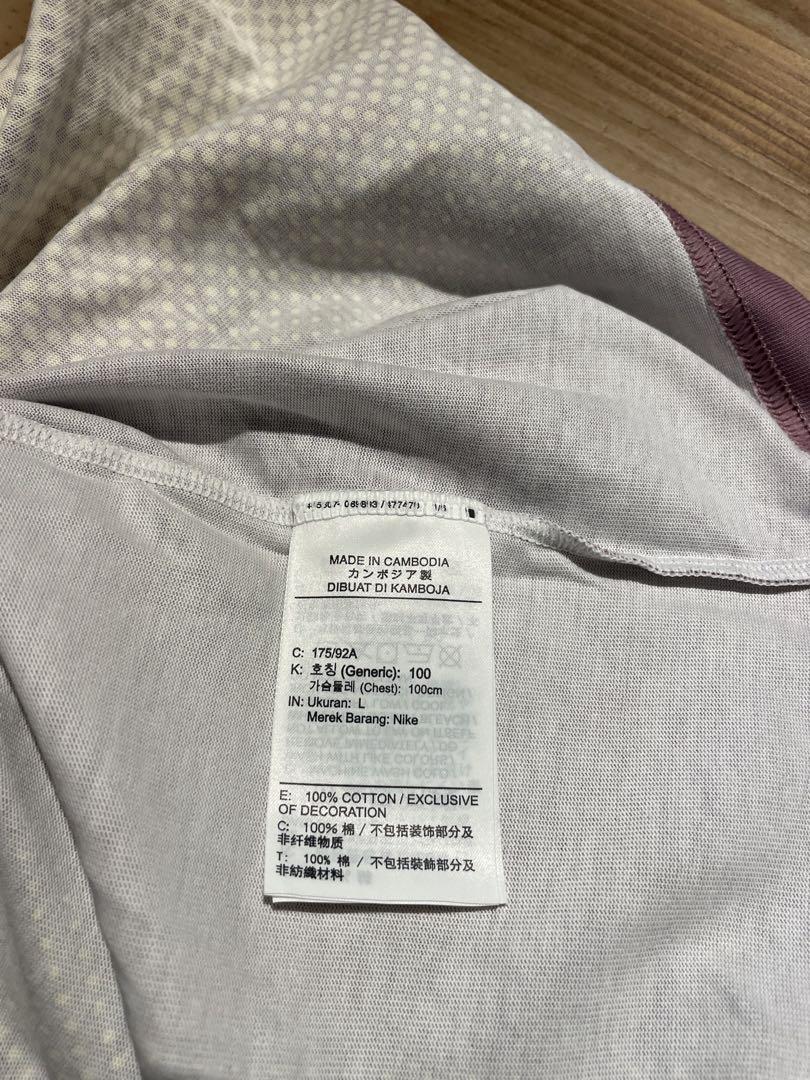 MADE IN CAMBODIA
カンボジア製
DIBUAT DI KAMBOJA
C: 175/92A
K: 호칭 (Generic): 100
가슴둘레 (Chest): 100cm
IN: Ukuran: L
Merek Barang: Nike
E: 100% COTTON / EXCLUSIVE
OF DECORATION
C: 100% 棉 / 不包括装饰部分及
非纤维物质
T: 100% 棉 / 不包括裝飾部分及
非紡織材料